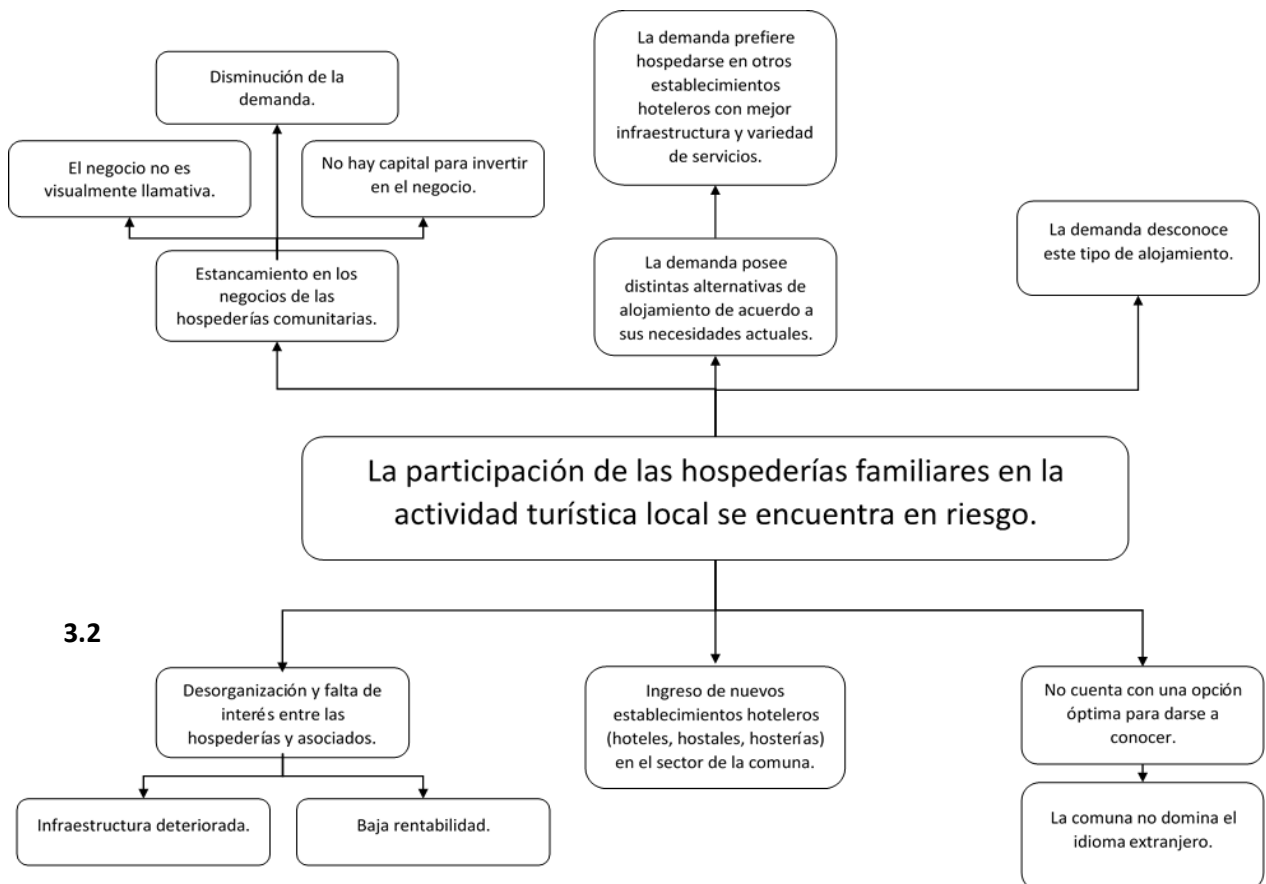 La demanda prefiere
hospedarse en otros
establecimientos
hoteleros con mejor
infraestructura y variedad
de servicios.
Disminución de la
demanda.
El negocio no es
visualmente llamativa.
No hay capital para invertir
en el negocio.
La demanda desconoce
este tipo de alojamiento.
Estancamiento en los
negocios de las
hospederías comunitarias.
La demanda posee
distintas alternativas de
alojamiento de acuerdo a
sus necesidades actuales.
La participación de las hospederías familiares en la
actividad turística local se encuentra en riesgo.
3.2
Desorganización y falta de
interés entre las
hospederías y asociados.
Ingreso de nuevos
establecimientos hoteleros
(hoteles, hostales, hosterías)
en el sector de la comuna.
No cuenta con una opción
óptima para darse a
conocer.
Infraestructura deteriorada.
Baja rentabilidad.
La comuna no domina el
idioma extranjero.